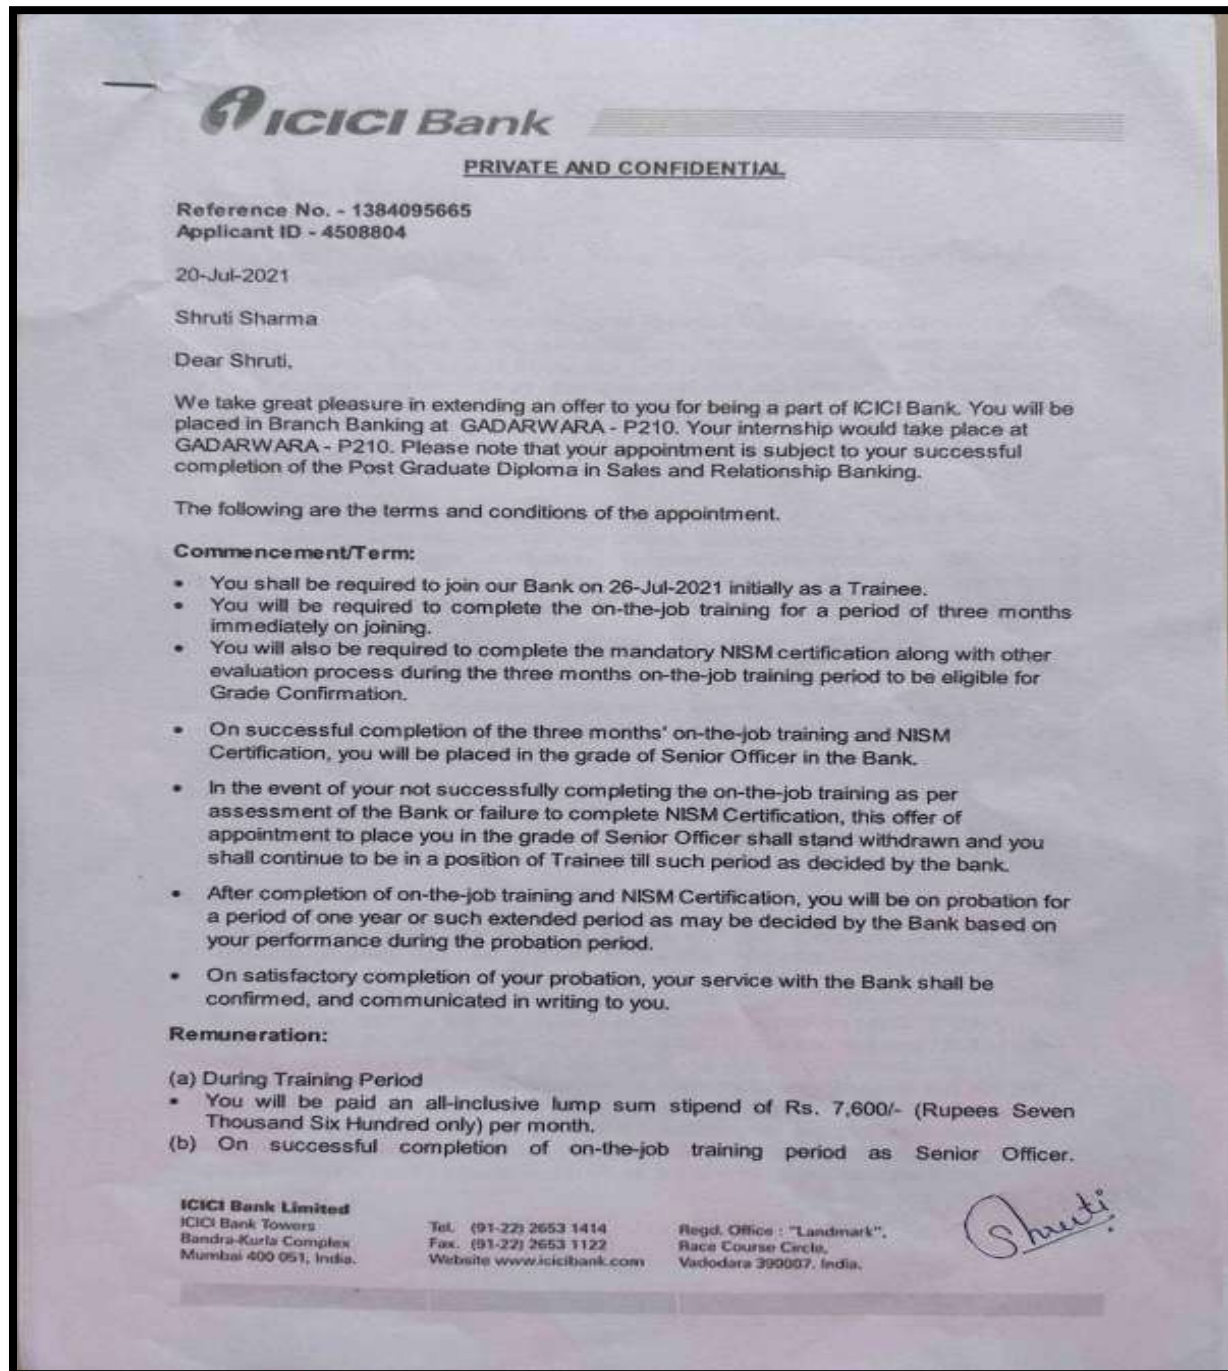 ICICI Bank
PRIVATE AND CONFIDENTIAL
Reference No. - 1384095665
Applicant ID - 4508804
20-Jul-2021
Shruti Sharma
Dear Shruti,
We take great pleasure in extending an offer to you for being a part of ICICI Bank. You will be
placed in Branch Banking at GADARWARA - P210. Your internship would take place at
GADARWARA - P210. Please note that your appointment is subject to your successful
completion of the Post Graduate Diploma in Sales and Relationship Banking.
The following are the terms and conditions of the appointment.
Commencement/Term:
• You shall be required to join our Bank on 26-Jul-2021 initially as a Trainee.
• You will be required to complete the on-the-job training for a period of three months
immediately on joining.
• You will also be required to complete the mandatory NISM certification along with other
evaluation process during the three months on-the-job training period to be eligible for
Grade Confirmation.
• On successful completion of the three months' on-the-job training and NISM
Certification, you will be placed in the grade of Senior Officer in the Bank.
• In the event of your not successfully completing the on-the-job training as per
assessment of the Bank or failure to complete NISM Certification, this offer of
appointment to place you in the grade of Senior Officer shall stand withdrawn and you
shall continue to be in a position of Trainee till such period as decided by the bank.
• After completion of on-the-job training and NISM Certification, you will be on probation for
a period of one year or such extended period as may be decided by the Bank based on
your performance during the probation period.
• On satisfactory completion of your probation, your service with the Bank shall be
confirmed, and communicated in writing to you.
Remuneration:
(a) During Training Period
• You will be paid an all-inclusive lump sum stipend of Rs. 7,600/- (Rupees Seven
Thousand Six Hundred only) per month.
(b) On successful completion of on-the-job training period as Senior Officer.
ICICI Bank Limited
ICICI Bank Towers
Bandra-Kurla Complex
Mumbai 400 051, India.
Tel. (91-22) 2653 1414
Fax. (91-22) 2653 1122
Website www.icicibank.com
Regd. Office : "Landmark",
Race Course Circle,
Vadodara 390007. India.
Shruti